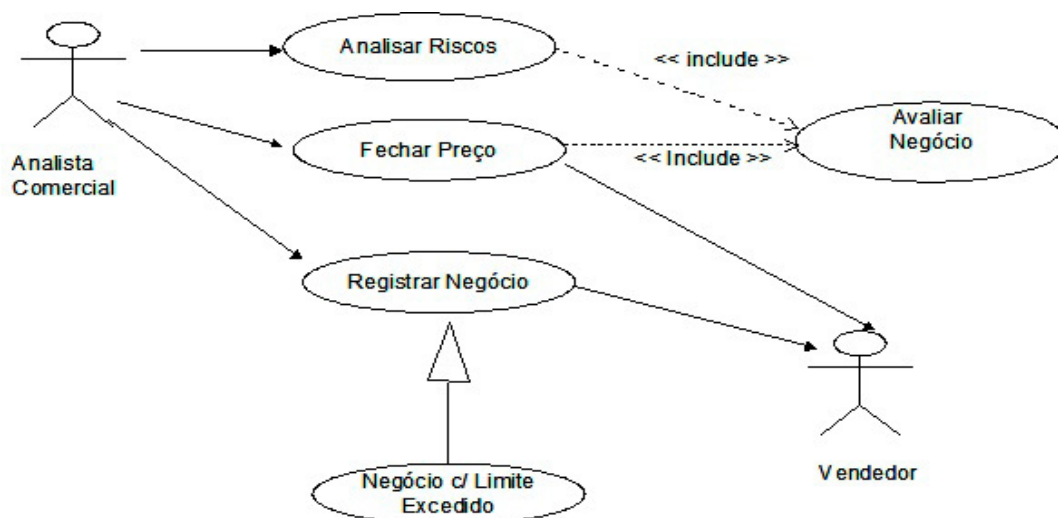 Analisar Riscos
<< include >>
Avaliar
Negócio
Fechar Preço
<< Include >>
Analista
Comercial
Registrar Negócio
Negócio c/ Limite
Excedido
Vendedor